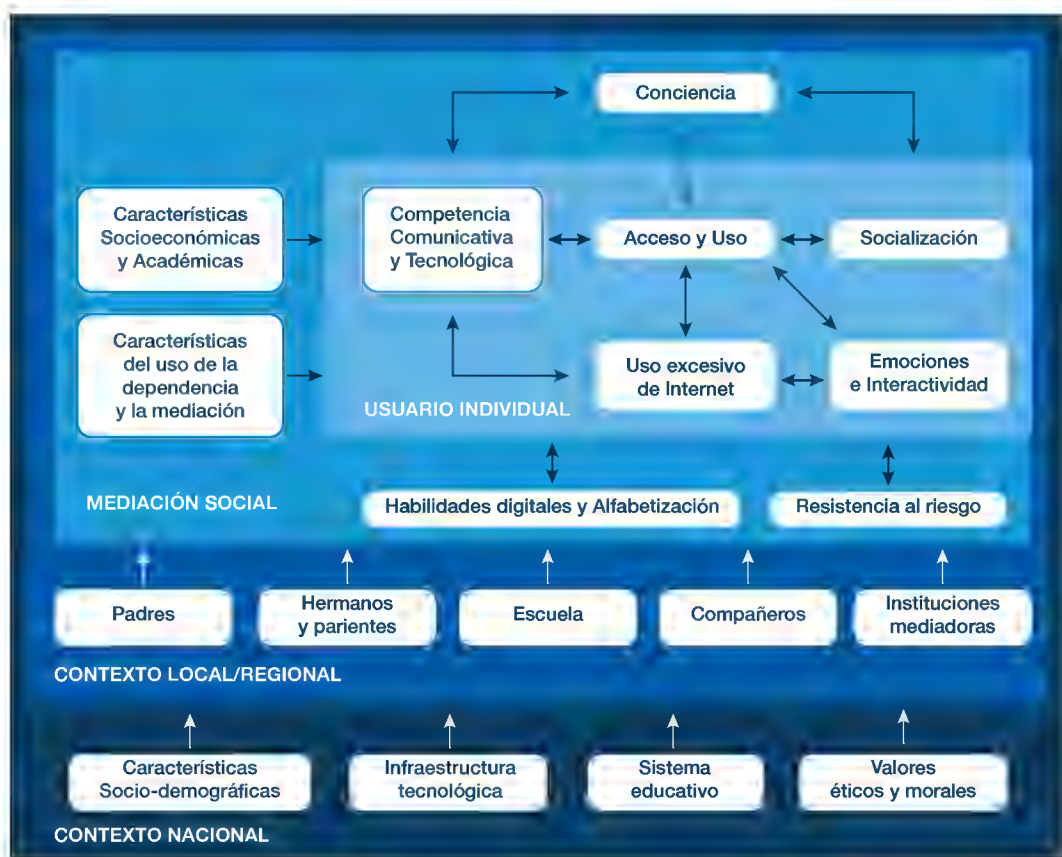 Conciencia
Características
Socioeconómicas
y Académicas
Competencia
Comunicativa
y Tecnológica
Acceso y Uso
Socialización
Características
del uso de la
dependencia
y la mediación
Uso excesivo
de Internet
Emociones
e Interactividad
USUARIO INDIVIDUAL
MEDIACIÓN SOCIAL
Habilidades digitales y Alfabetización
Resistencia al riesgo
Padres
Hermanos
y parientes
Escuela
Compañeros
Instituciones
mediadoras
CONTEXTO LOCAL/REGIONAL
Características
Socio-demográficas
Infraestructura
tecnológica
Sistema
educativo
Valores
éticos y morales
CONTEXTO NACIONAL